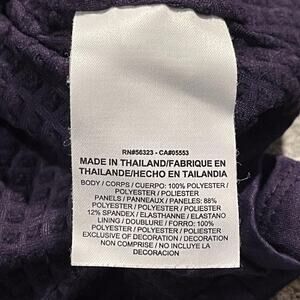 RN#56323 - CA#05553
MADE IN THAILAND/FABRIQUE EN
THAILANDE/HECHO EN TAILANDIA
BODY / CORPS / CUERPO: 100% POLYESTER /
POLYESTER / POLIESTER
PANELS / PANNEAUX / PANELES: 88%
POLYESTER / POLYESTER / POLIESTER
12% SPANDEX / ELASTHANNE / ELASTANO
LINING / DOUBLURE / FORRO: 100%
POLYESTER / POLYESTER / POLIESTER
EXCLUSIVE OF DECORATION / DECORATION
NON COMPRISE / NO INCLUYE LA
DECORACION